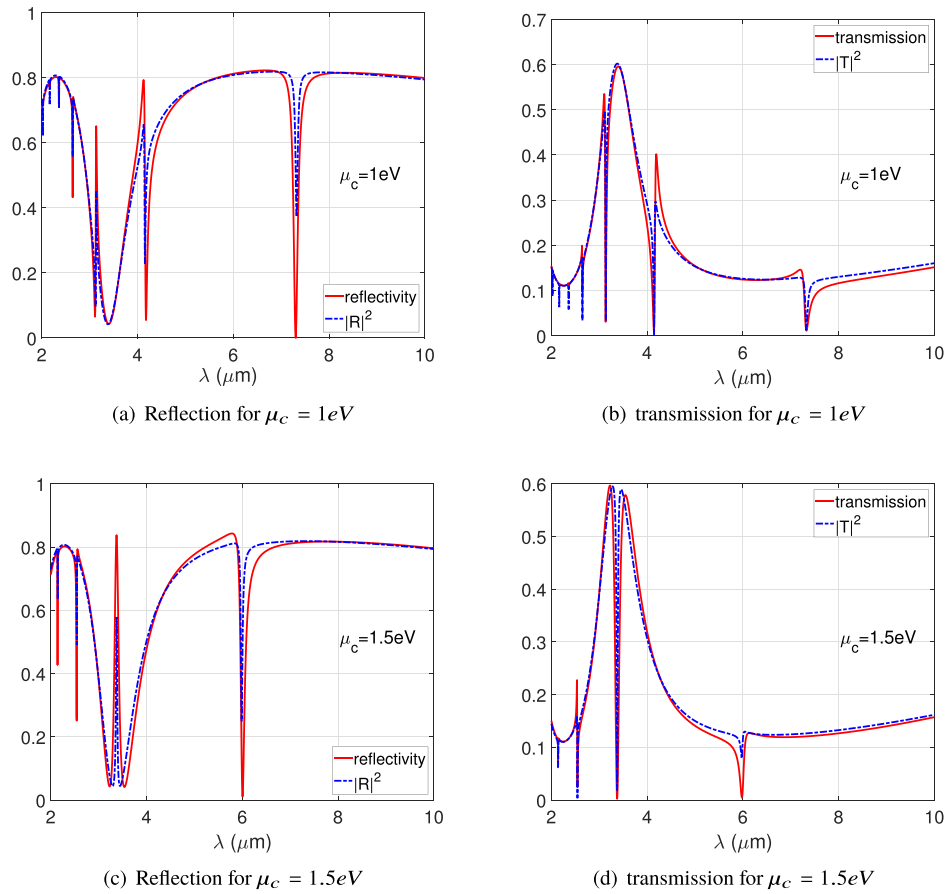 1
0.8
0.6
0.4
0.2
0
2 4 6 8 10
λ (μm)
μc=1eV
reflectivity
|R|²
(a) Reflection for μc = 1eV
0.7
0.6
0.5
0.4
0.3
0.2
0.1
0
2 4 6 8 10
λ (μm)
transmission
|T|²
μc=1eV
(b) transmission for μc = 1eV
1
0.8
0.6
0.4
0.2
0
2 4 6 8 10
λ (μm)
μc=1.5eV
reflectivity
|R|²
(c) Reflection for μc = 1.5eV
0.6
0.5
0.4
0.3
0.2
0.1
0
2 4 6 8 10
λ (μm)
transmission
|T|²
μc=1.5eV
(d) transmission for μc = 1.5eV